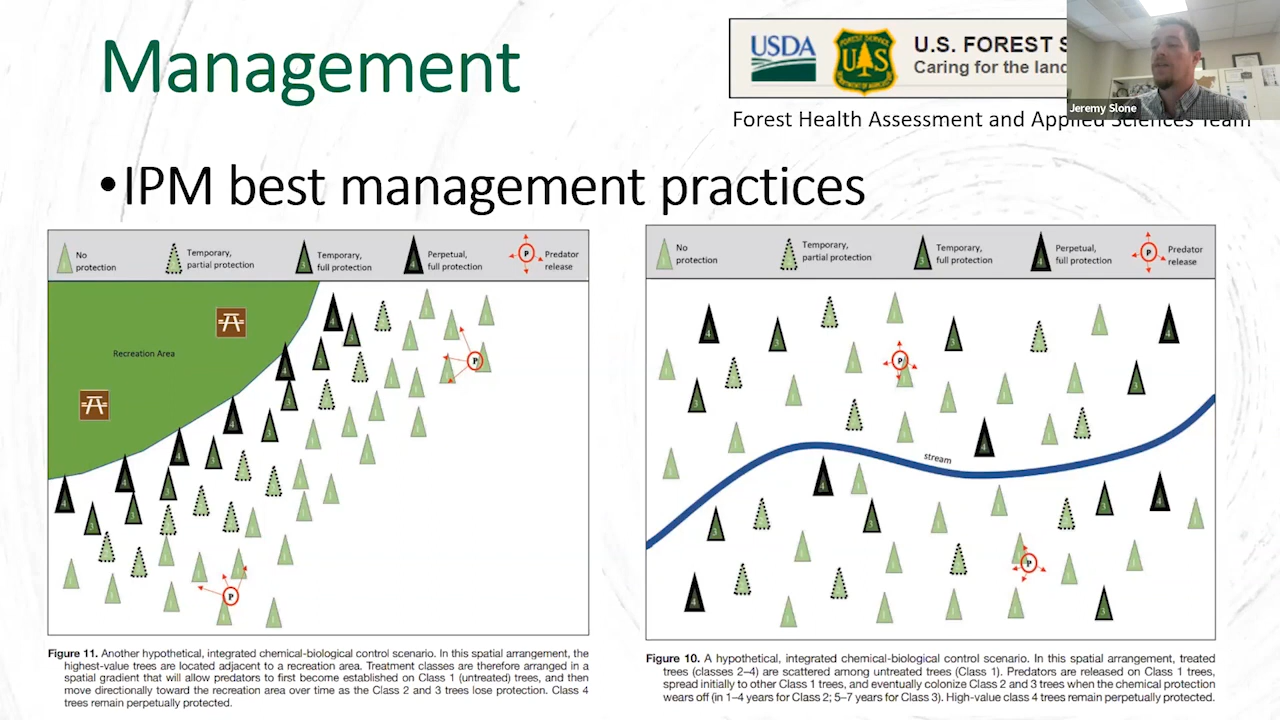 Management
USDA
FOREST SERVICE
U S
DEPARTMENT OF AGRICULTURE
U.S. FOREST S
Caring for the land
Jeremy Slone
Forest Health Assessment and Applied Sciences Team
•IPM best management practices
No protection
Temporary, partial protection
Temporary, full protection
Perpetual, full protection
P
Predator release
Recreation Area
P
P
Figure 11. Another hypothetical, integrated chemical-biological control scenario. In this spatial arrangement, the
highest-value trees are located adjacent to a recreation area. Treatment classes are therefore arranged in a
spatial gradient that will allow predators to first become established on Class 1 (untreated) trees, and then
move directionally toward the recreation area over time as the Class 2 and 3 trees lose protection. Class 4
trees remain perpetually protected.
No protection
Temporary, partial protection
Temporary, full protection
Perpetual, full protection
P
Predator release
P
stream
P
Figure 10. A hypothetical, integrated chemical-biological control scenario. In this spatial arrangement, treated
trees (classes 2–4) are scattered among untreated trees (Class 1). Predators are released on Class 1 trees,
spread initially to other Class 1 trees, and eventually colonize Class 2 and 3 trees when the chemical protection
wears off (in 1–4 years for Class 2; 5–7 years for Class 3). High-value class 4 trees remain perpetually protected.